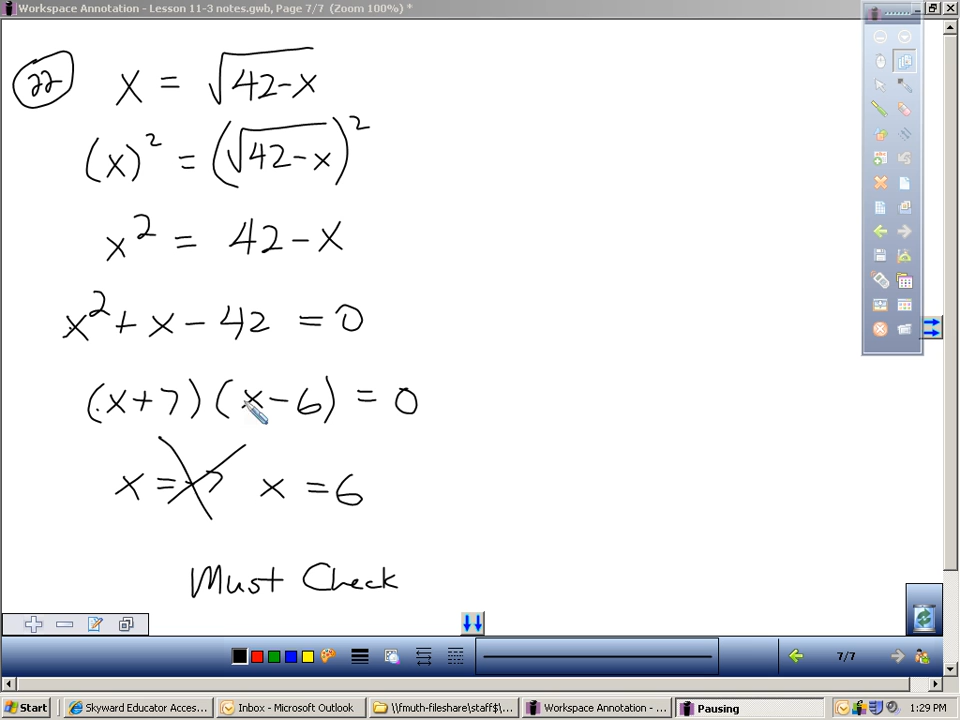 Workspace Annotation - Lesson 11-3 notes.gwb, Page 7/7 (Zoom 100%) *
22 x = √42-x
(x)² = (√42-x)²
x² = 42-x
x² + x - 42 = 0
(x+7)(x-6) = 0
x = -7 x = 6
Must Check
7/7
Start Skyward Educator Acces... Inbox - Microsoft Outlook \\fmuth-fileshare\staff$\... Workspace Annotation - ... Pausing 1:29 PM